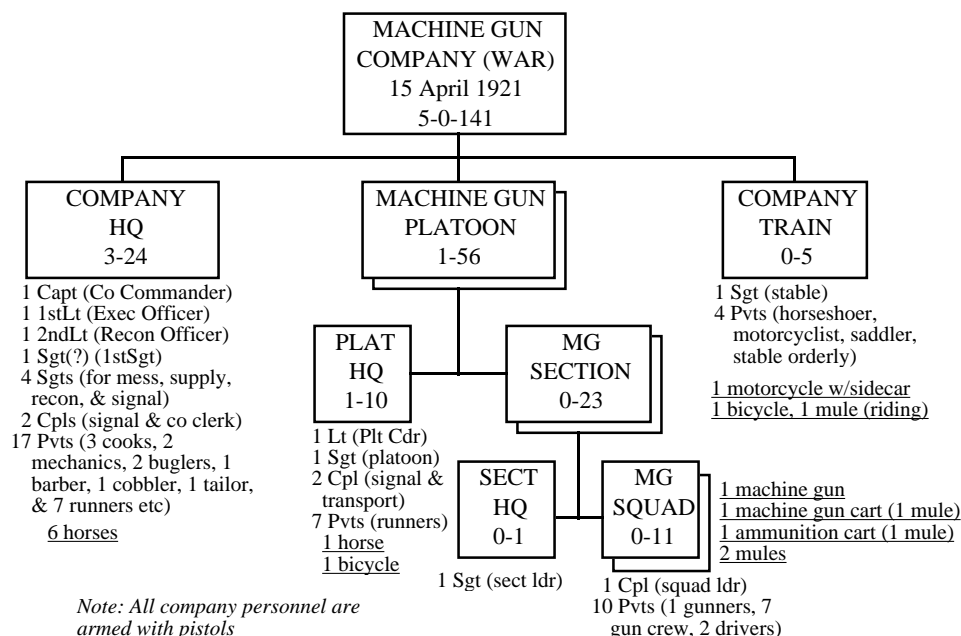 MACHINE GUN
COMPANY (WAR)
15 April 1921
5-0-141
COMPANY
HQ
3-24
1 Capt (Co Commander)
1 1stLt (Exec Officer)
1 2ndLt (Recon Officer)
1 Sgt(?) (1stSgt)
4 Sgts (for mess, supply,
recon, & signal)
2 Cpls (signal & co clerk)
17 Pvts (3 cooks, 2
mechanics, 2 buglers, 1
barber, 1 cobbler, 1 tailor,
& 7 runners etc)
6 horses
MACHINE GUN
PLATOON
1-56
PLAT
HQ
1-10
1 Lt (Plt Cdr)
1 Sgt (platoon)
2 Cpl (signal &
transport)
7 Pvts (runners)
1 horse
1 bicycle
MG
SECTION
0-23
SECT
HQ
0-1
1 Sgt (sect ldr)
MG
SQUAD
0-11
1 Cpl (squad ldr)
10 Pvts (1 gunners, 7
gun crew, 2 drivers)
1 machine gun
1 machine gun cart (1 mule)
1 ammunition cart (1 mule)
2 mules
COMPANY
TRAIN
0-5
1 Sgt (stable)
4 Pvts (horseshoer,
motorcyclist, saddler,
stable orderly)
1 motorcycle w/sidecar
1 bicycle, 1 mule (riding)
Note: All company personnel are
armed with pistols